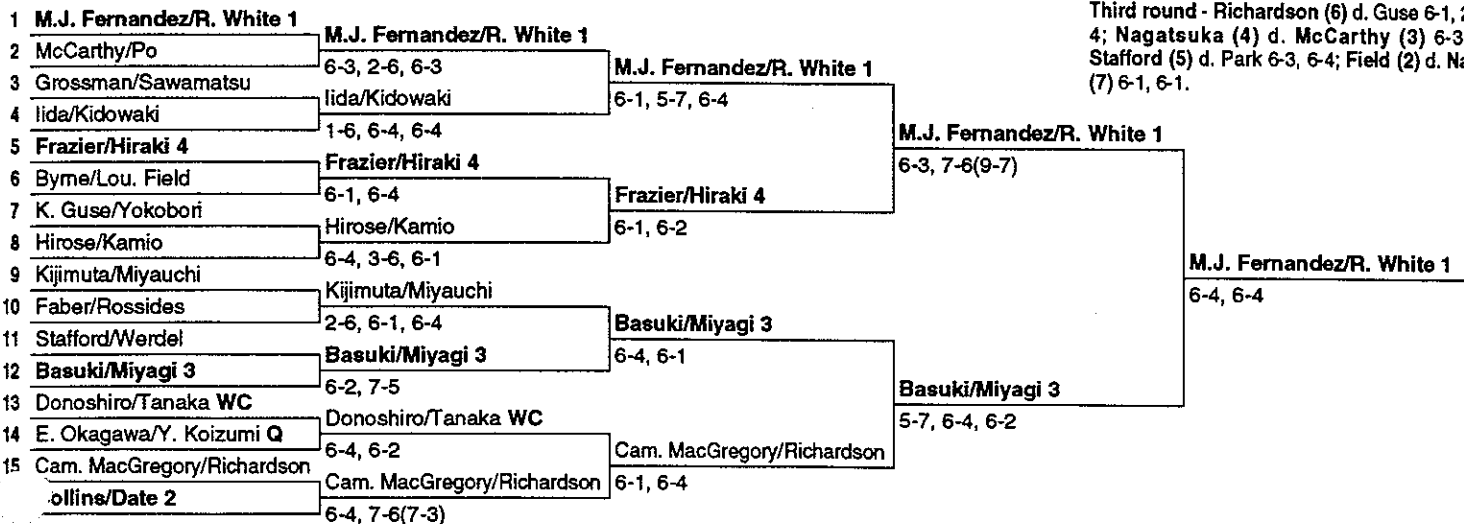 1 M.J. Fernandez/R. White 1
2 McCarthy/Po
3 Grossman/Sawamatsu
4 Iida/Kidowaki
5 Frazier/Hiraki 4
6 Byrne/Lou. Field
7 K. Guse/Yokobori
8 Hirose/Kamio
9 Kijimuta/Miyauchi
10 Faber/Rossides
11 Stafford/Werdel
12 Basuki/Miyagi 3
13 Donoshiro/Tanaka WC
14 E. Okagawa/Y. Koizumi Q
15 Cam. MacGregory/Richardson
ollins/Date 2
M.J. Fernandez/R. White 1
6-3, 2-6, 6-3
Iida/Kidowaki
1-6, 6-4, 6-4
Frazier/Hiraki 4
6-1, 6-4
Hirose/Kamio
6-4, 3-6, 6-1
Kijimuta/Miyauchi
2-6, 6-1, 6-4
Basuki/Miyagi 3
6-2, 7-5
Donoshiro/Tanaka WC
6-4, 6-2
Cam. MacGregory/Richardson
6-4, 7-6(7-3)
M.J. Fernandez/R. White 1
6-1, 5-7, 6-4
Frazier/Hiraki 4
6-1, 6-2
Basuki/Miyagi 3
6-4, 6-1
Cam. MacGregory/Richardson
6-1, 6-4
M.J. Fernandez/R. White 1
6-3, 7-6(9-7)
Basuki/Miyagi 3
5-7, 6-4, 6-2
M.J. Fernandez/R. White 1
6-4, 6-4
Third round - Richardson (6) d. Guse 6-1, 2
4; Nagatsuka (4) d. McCarthy (3) 6-3
Stafford (5) d. Park 6-3, 6-4; Field (2) d. Na
(7) 6-1, 6-1.